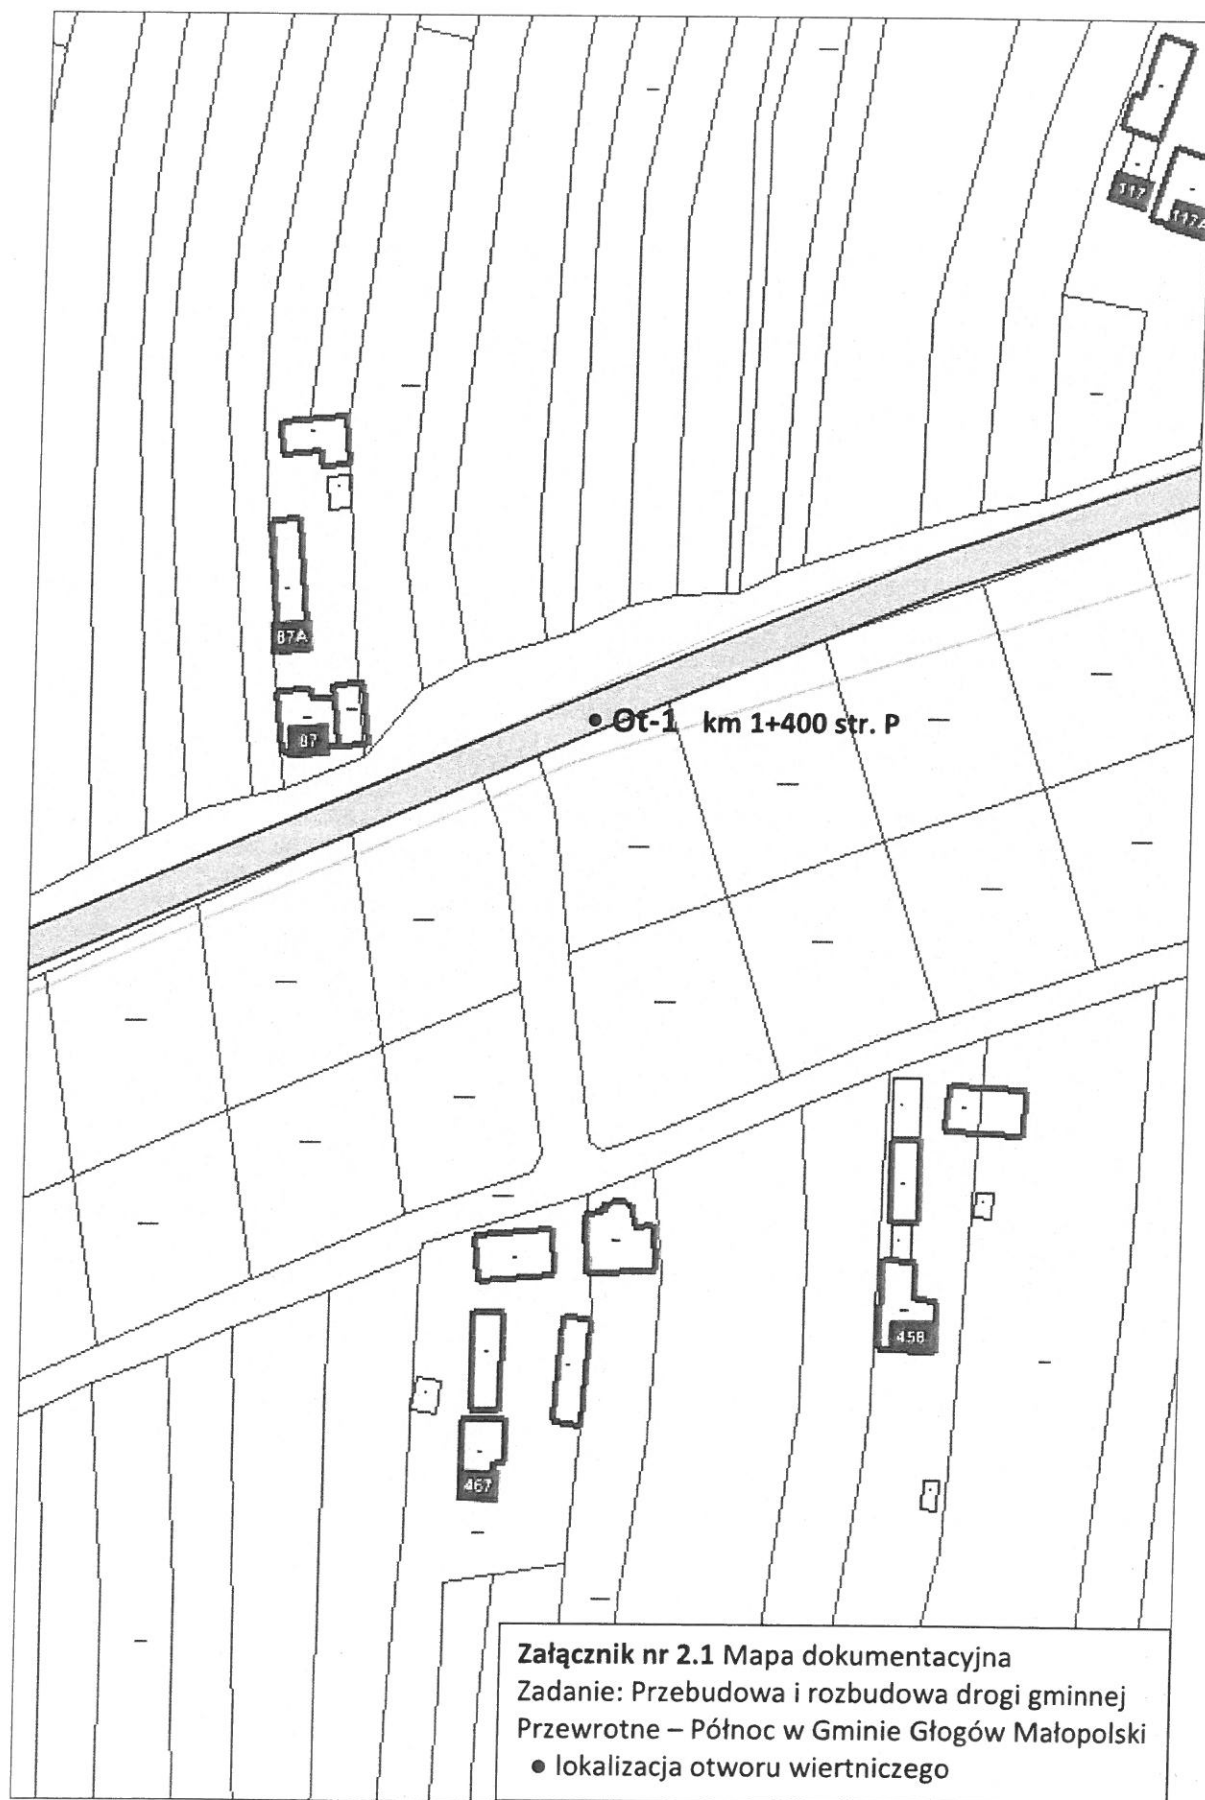 117
117A
87A
87
Ot-1 km 1+400 str. P
458
467
Załącznik nr 2.1 Mapa dokumentacyjna
Zadanie: Przebudowa i rozbudowa drogi gminnej
Przewrotne – Północ w Gminie Głogów Małopolski
• lokalizacja otworu wiertniczego